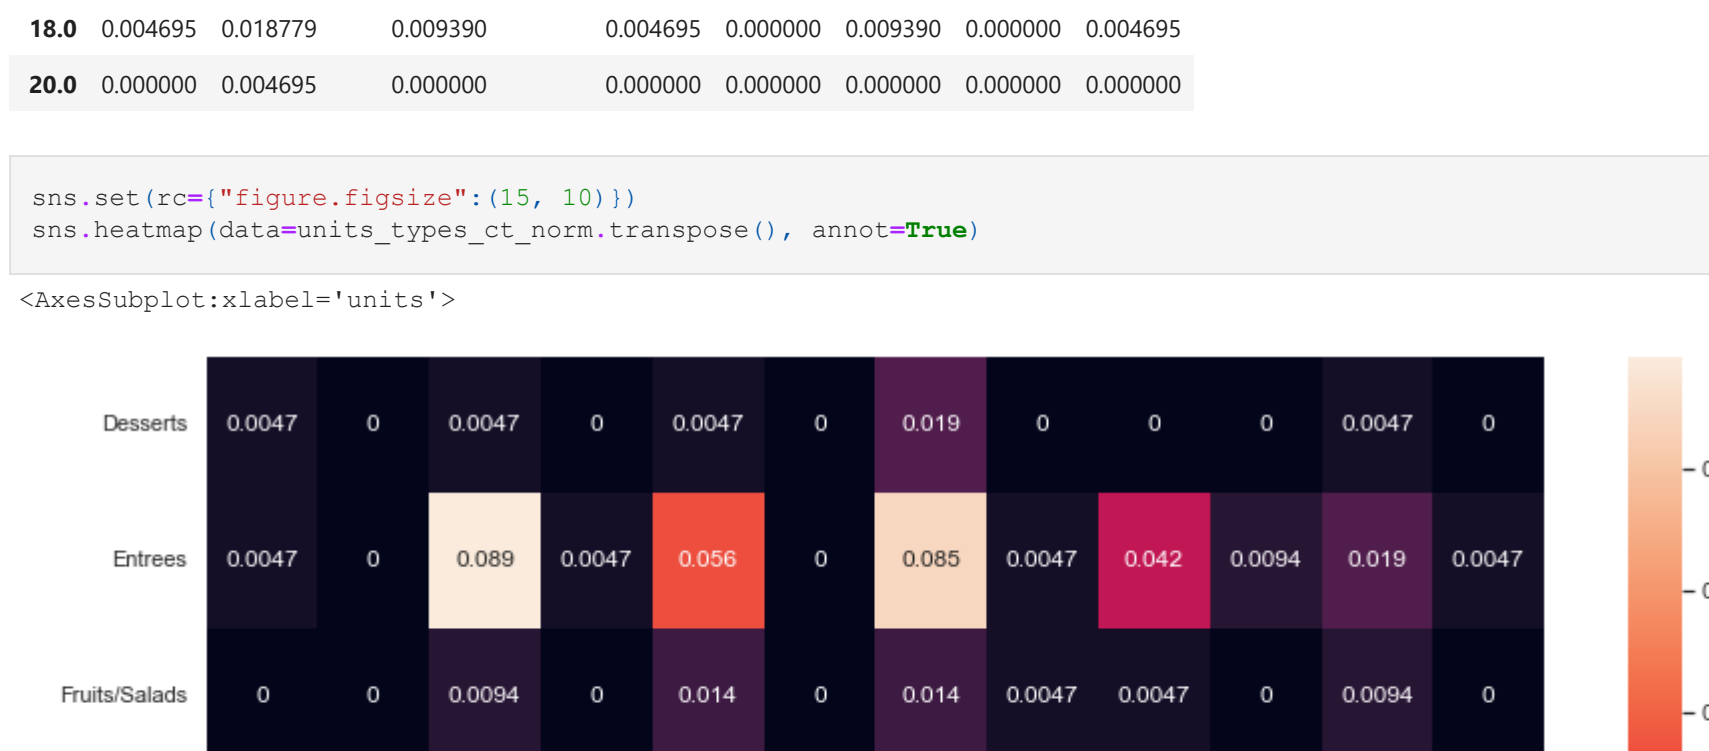 18.0 0.004695 0.018779 0.009390 0.004695 0.000000 0.009390 0.000000 0.004695
20.0 0.000000 0.004695 0.000000 0.000000 0.000000 0.000000 0.000000 0.000000
sns.set(rc={"figure.figsize":(15, 10)})
sns.heatmap(data=units_types_ct_norm.transpose(), annot=True)
<AxesSubplot:xlabel='units'>
Desserts 0.0047 0 0.0047 0 0.0047 0 0.019 0 0 0 0.0047 0
Entrees 0.0047 0 0.089 0.0047 0.056 0 0.085 0.0047 0.042 0.0094 0.019 0.0047
Fruits/Salads 0 0 0.0094 0 0.014 0 0.014 0.0047 0.0047 0 0.0094 0